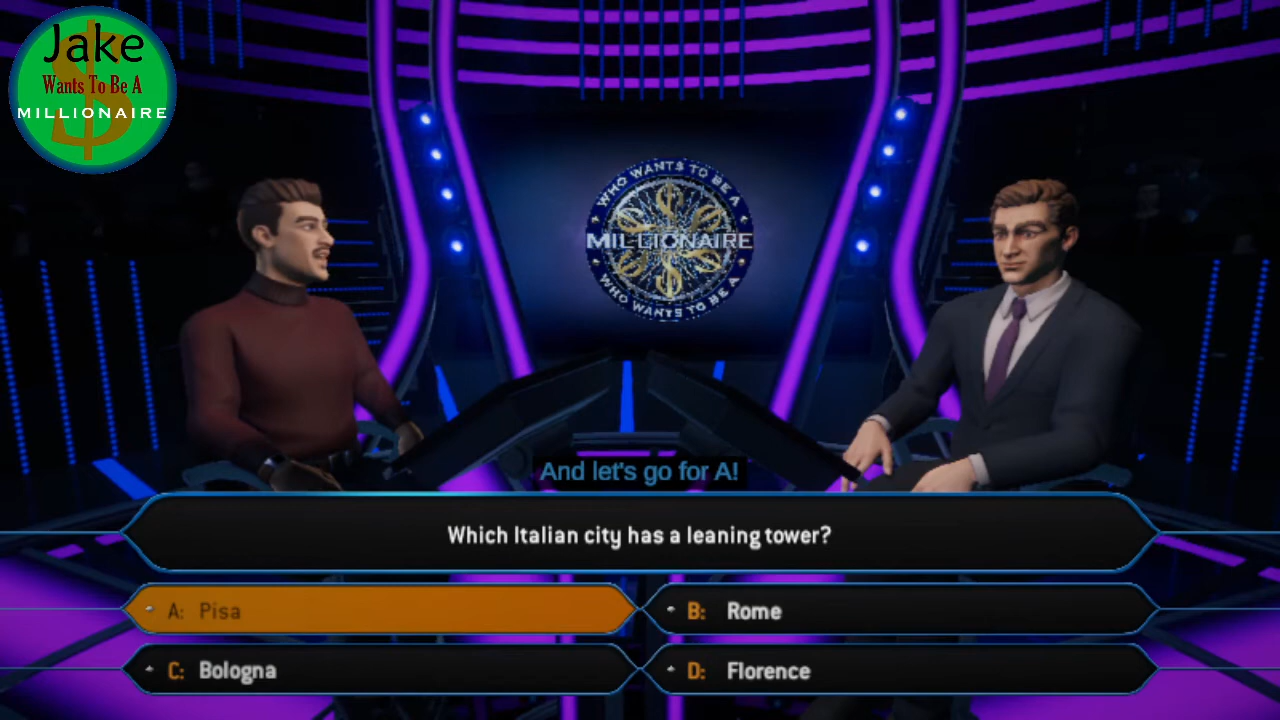 Jake
Wants To Be A
MILLIONAIRE
WHO WANTS TO BE A
MILLIONAIRE
WHO WANTS TO BE A
And let's go for A!
Which Italian city has a leaning tower?
A: Pisa
B: Rome
C: Bologna
D: Florence